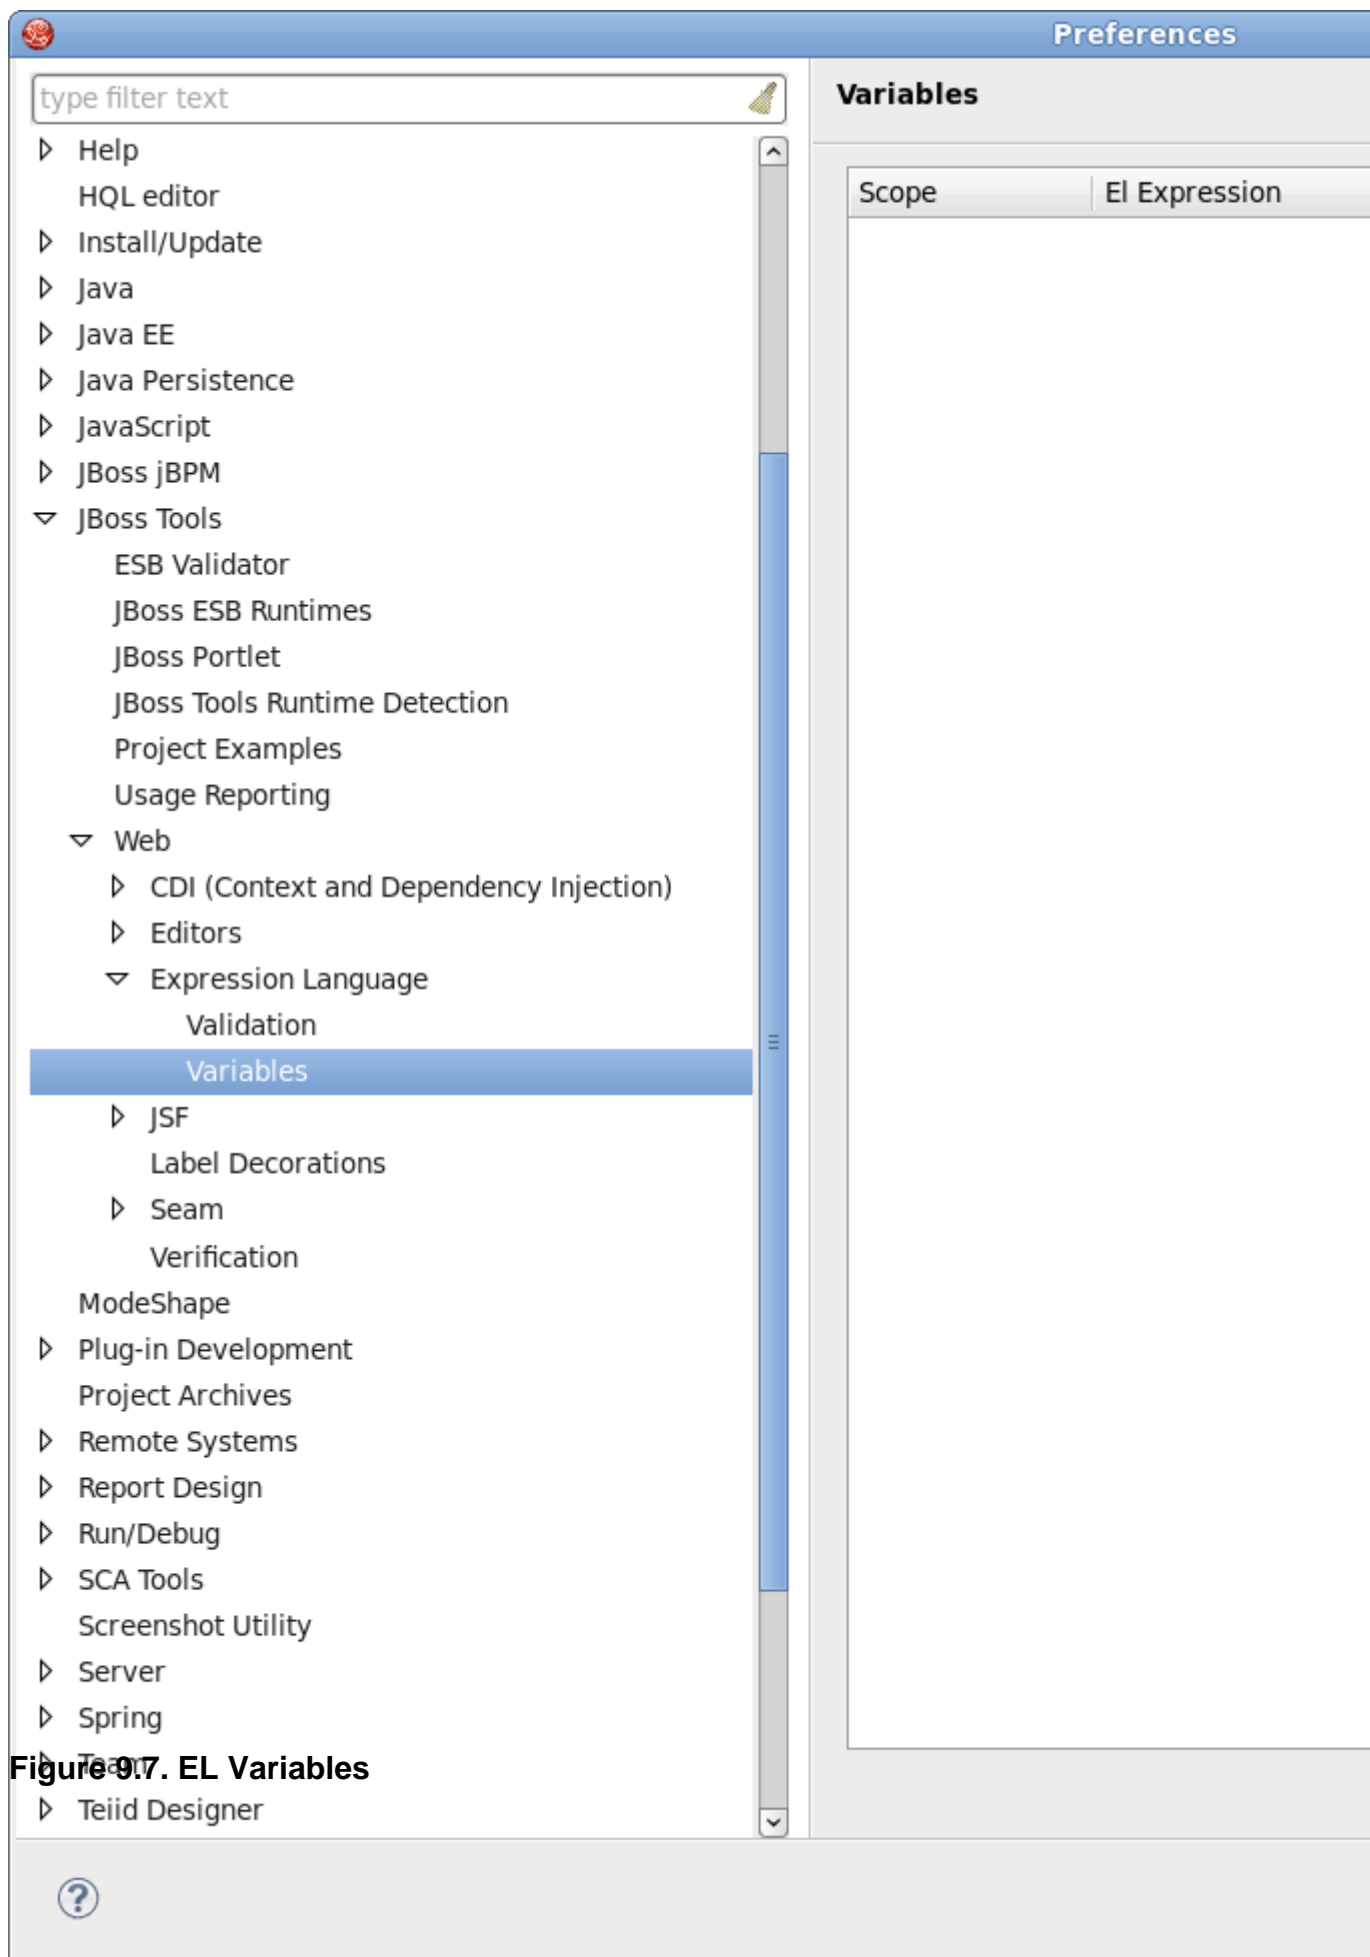 Preferences
type filter text
Variables
Help
Scope
El Expression
HQL editor
Install/Update
Java
Java EE
Java Persistence
JavaScript
JBoss jBPM
JBoss Tools
ESB Validator
JBoss ESB Runtimes
JBoss Portlet
JBoss Tools Runtime Detection
Project Examples
Usage Reporting
Web
CDI (Context and Dependency Injection)
Editors
Expression Language
Validation
Variables
JSF
Label Decorations
Seam
Verification
ModeShape
Plug-in Development
Project Archives
Remote Systems
Report Design
Run/Debug
SCA Tools
Screenshot Utility
Server
Spring
Team
Figure 9.7. EL Variables
Teiid Designer